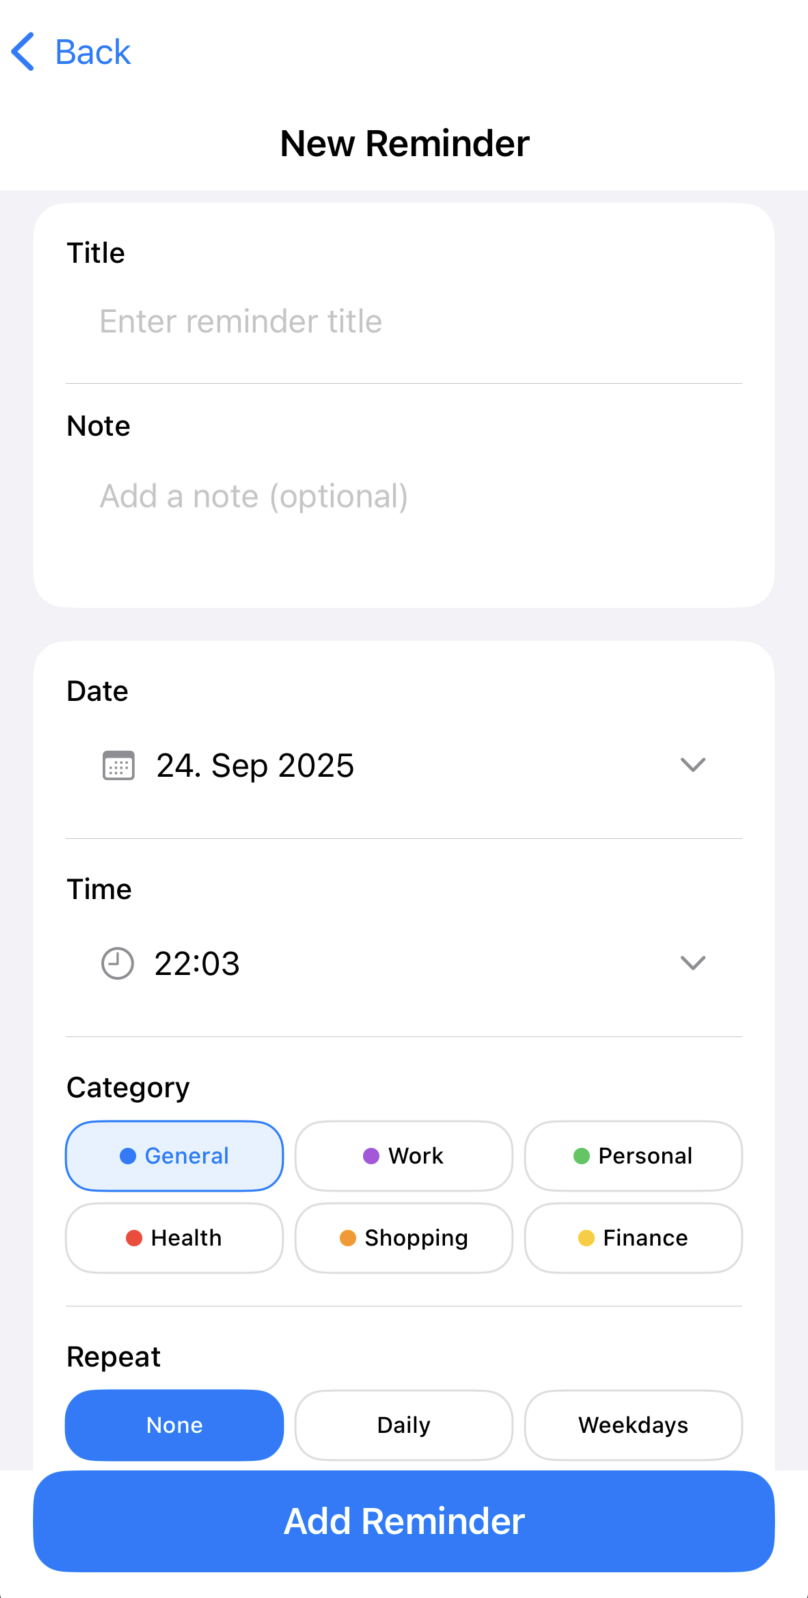 Back
New Reminder
Title
Enter reminder title
Note
Add a note (optional)
Date
24. Sep 2025
Time
22:03
Category
General Work Personal
Health Shopping Finance
Repeat
None Daily Weekdays
Add Reminder